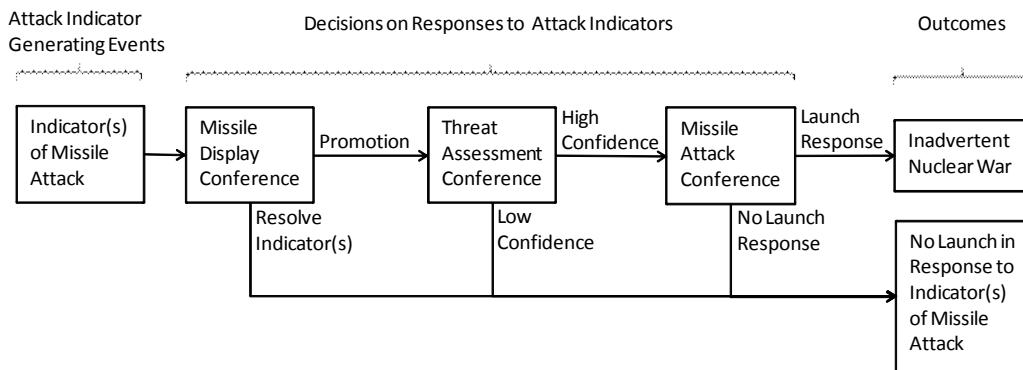 Attack Indicator
Generating Events
Decisions on Responses to Attack Indicators
Outcomes
Indicator(s)
of Missile
Attack
Missile
Display
Conference
Promotion
Threat
Assessment
Conference
High
Confidence
Missile
Attack
Conference
Launch
Response
Inadvertent
Nuclear War
Resolve
Indicator(s)
Low
Confidence
No Launch
Response
No Launch in
Response to
Indicator(s)
of Missile
Attack